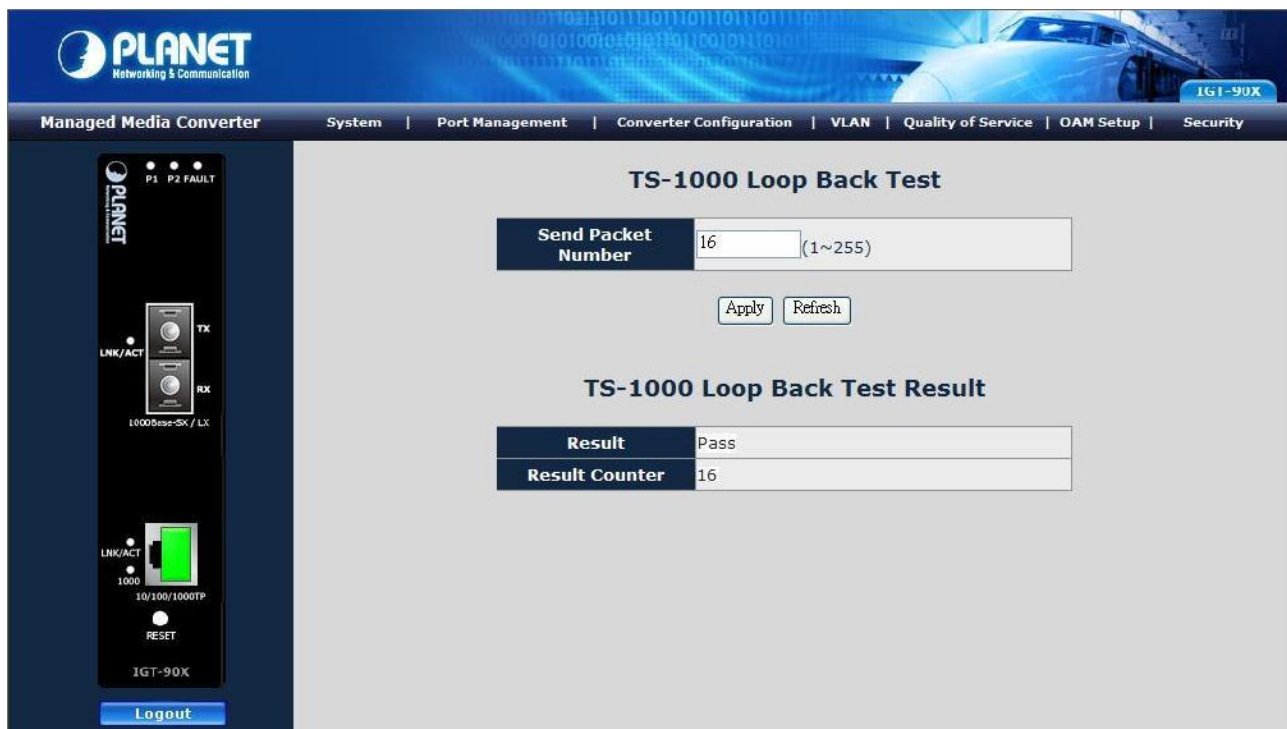 PLANET
Networking & Communication
IGT-90X
Managed Media Converter
System | Port Management | Converter Configuration | VLAN | Quality of Service | OAM Setup | Security
P1 P2 FAULT
PLANET
TX
LNK/ACT
RX
1000Base-SX / LX
LNK/ACT
1000
10/100/1000TP
RESET
IGT-90X
Logout
TS-1000 Loop Back Test
Send Packet
Number
16 (1~255)
Apply Refresh
TS-1000 Loop Back Test Result
Result Pass
Result Counter 16